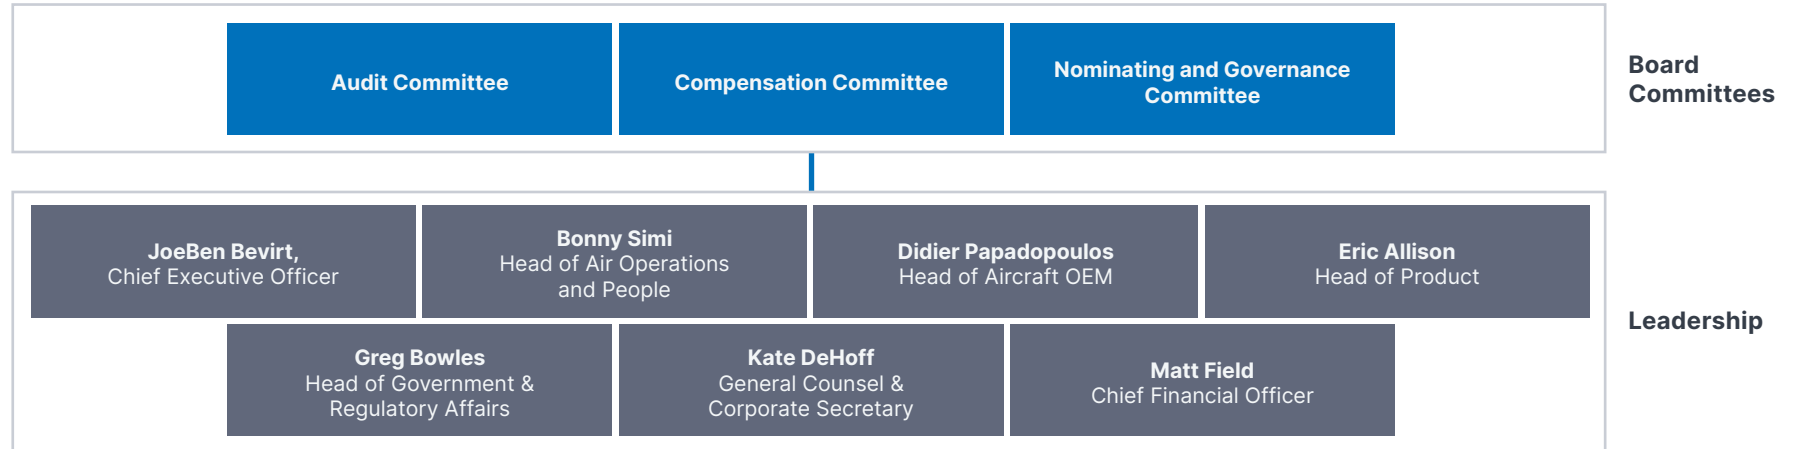 Audit Committee
Compensation Committee
Nominating and Governance
Committee
Board
Committees
JoeBen Bevirt,
Chief Executive Officer
Bonny Simi
Head of Air Operations
and People
Didier Papadopoulos
Head of Aircraft OEM
Eric Allison
Head of Product
Greg Bowles
Head of Government &
Regulatory Affairs
Kate DeHoff
General Counsel &
Corporate Secretary
Matt Field
Chief Financial Officer
Leadership